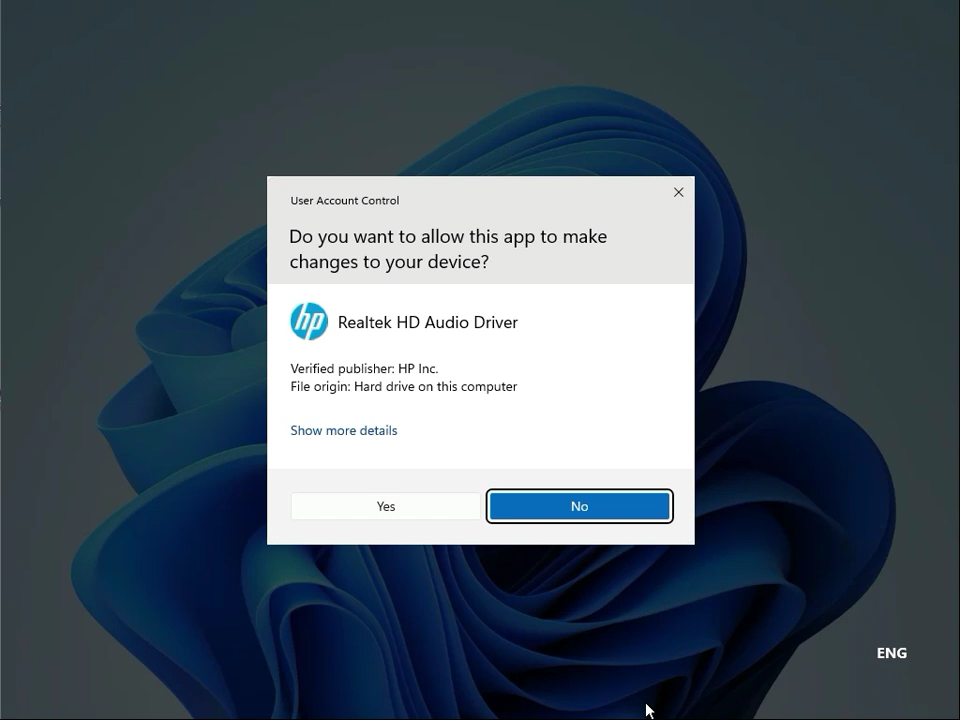 User Account Control
Do you want to allow this app to make
changes to your device?
hp
Realtek HD Audio Driver
Verified publisher: HP Inc.
File origin: Hard drive on this computer
Show more details
Yes
No
ENG